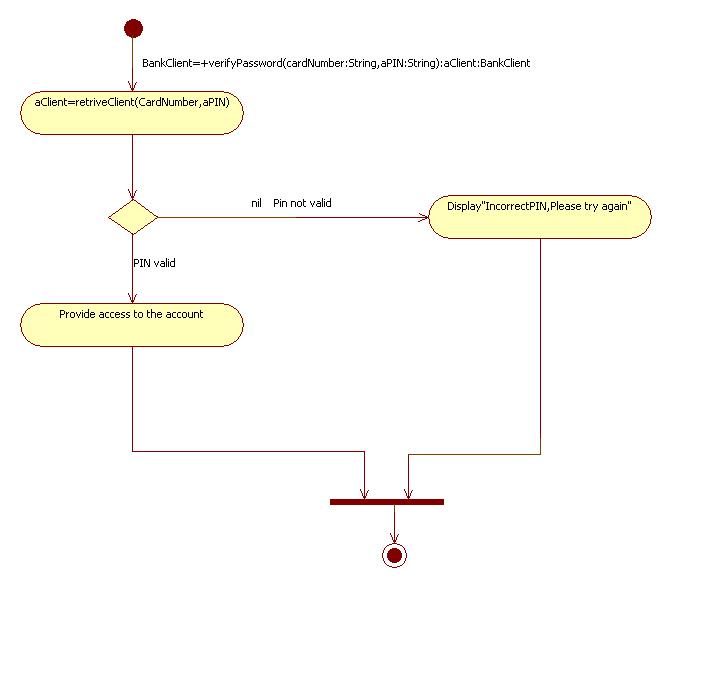 BankClient=+verifyPassword(cardNumber:String,aPIN:String):aClient:BankClient
aClient=retriveClient(CardNumber,aPIN)
nil Pin not valid
Display"IncorrectPIN,Please try again"
PIN valid
Provide access to the account